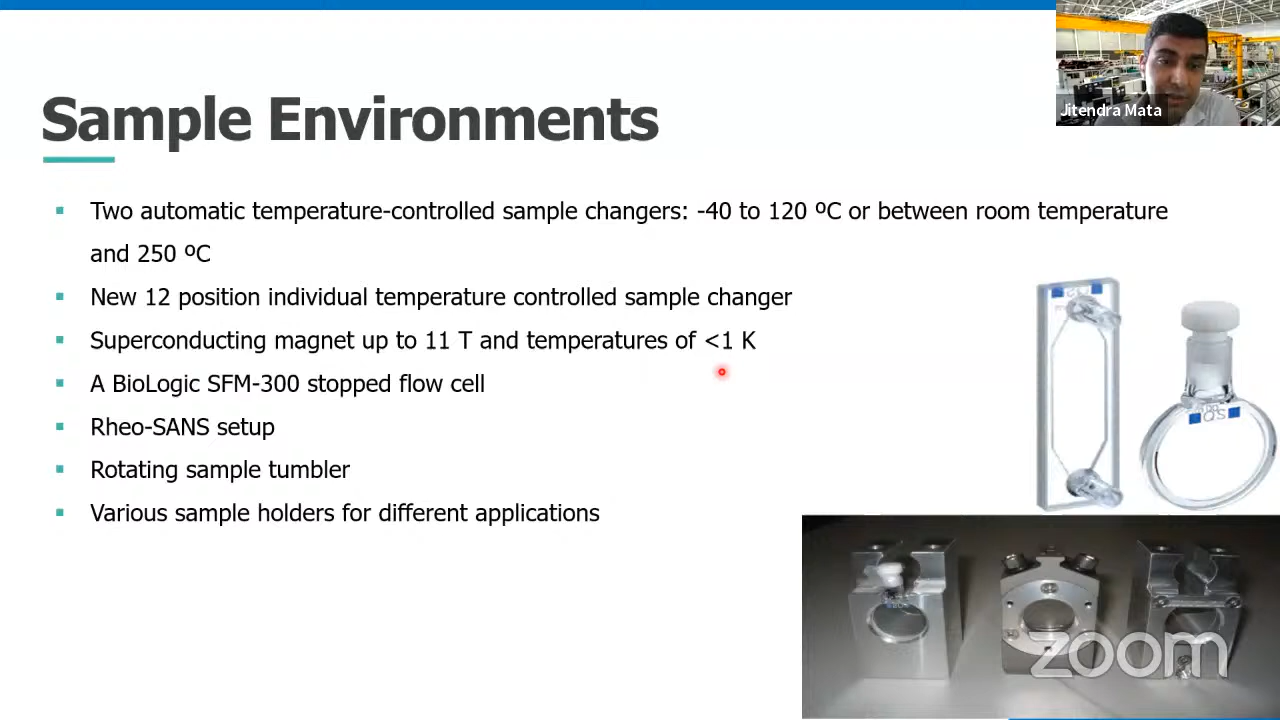 Jitendra Mata
Sample Environments
▪ Two automatic temperature-controlled sample changers: -40 to 120 ºC or between room temperature
and 250 ºC
▪ New 12 position individual temperature controlled sample changer
▪ Superconducting magnet up to 11 T and temperatures of <1 K
▪ A BioLogic SFM-300 stopped flow cell
▪ Rheo-SANS setup
▪ Rotating sample tumbler
▪ Various sample holders for different applications
zoom